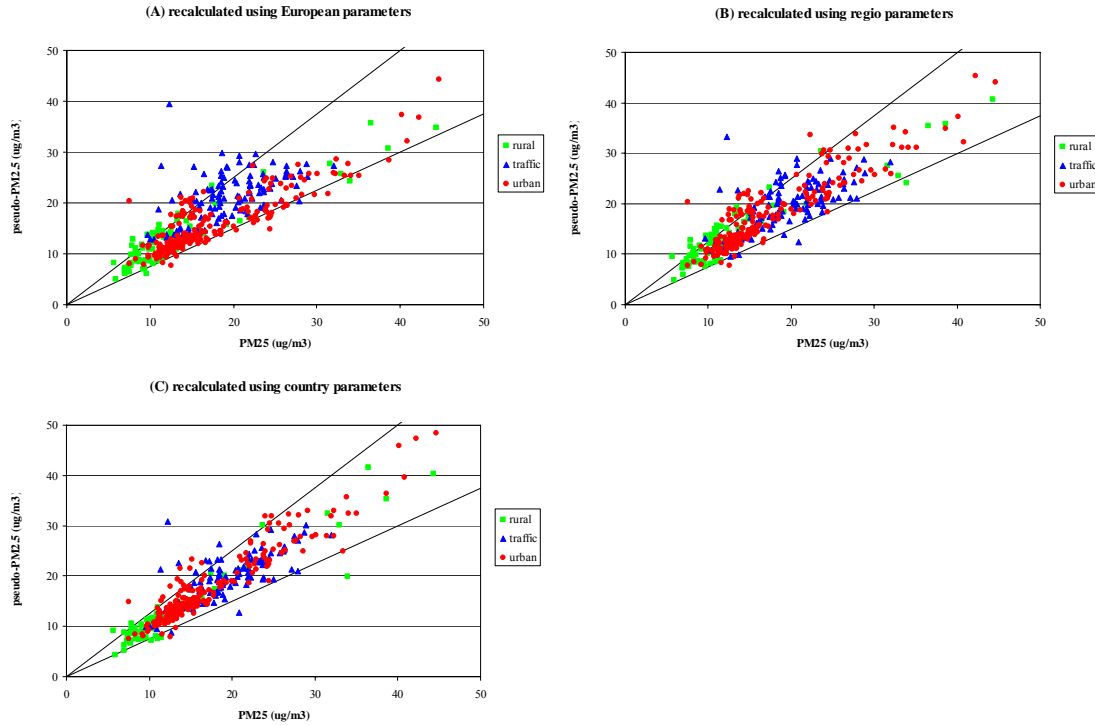 (A) recalculated using European parameters
pseudo-PM2.5 (ug/m3)
50
40
30
20
10
0
0 10 20 30 40 50
PM25 (ug/m3)
rural
traffic
urban
(B) recalculated using regio parameters
pseudo-PM2.5 (ug/m3)
50
40
30
20
10
0
0 10 20 30 40 50
PM25 (ug/m3)
rural
traffic
urban
(C) recalculated using country parameters
pseudo-PM2.5 (ug/m3)
50
40
30
20
10
0
0 10 20 30 40 50
PM25 (ug/m3)
rural
traffic
urban